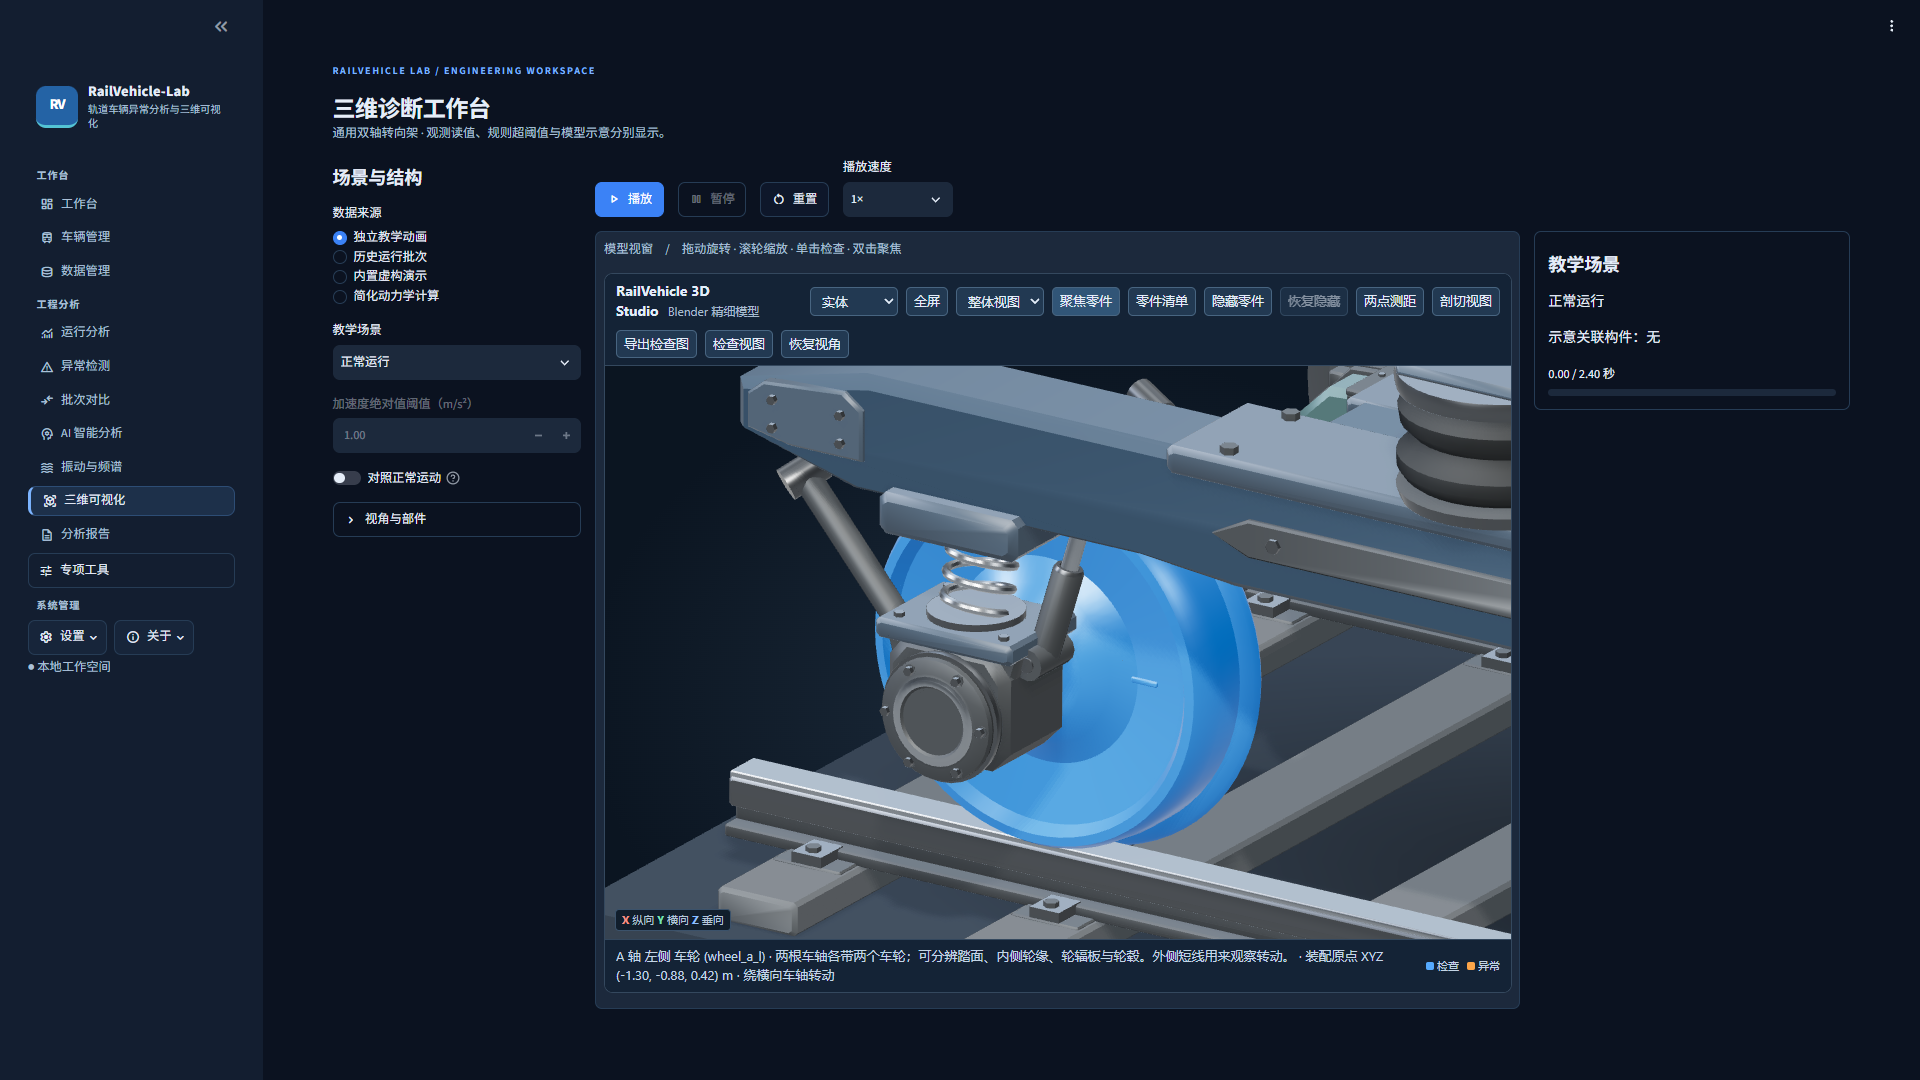 RV
RailVehicle-Lab
轨道车辆异常分析与三维可视
化
工作台
工作台
车辆管理
数据管理
工程分析
运行分析
异常检测
批次对比
AI 智能分析
振动与频谱
三维可视化
分析报告
专项工具
系统管理
设置
关于
本地工作空间
RAILVEHICLE LAB / ENGINEERING WORKSPACE
三维诊断工作台
通用双轴转向架 · 观测读值、规则超阈值与模型示意分别显示。
场景与结构
数据来源
独立教学动画
历史运行批次
内置虚构演示
简化动力学计算
教学场景
正常运行
加速度绝对值阈值（m/s²）
1.00
对照正常运动
视角与部件
播放
暂停
重置
播放速度
1×
模型视窗 / 拖动旋转 · 滚轮缩放 · 单击检查 · 双击聚焦
RailVehicle 3D
Studio Blender 精细模型
实体
全屏
整体视图
聚焦零件
零件清单
隐藏零件
恢复隐藏
两点测距
剖切视图
导出检查图
检查视图
恢复视角
X 纵向 Y 横向 Z 垂向
A 轴 左侧 车轮 (wheel_a_l) · 两根车轴各带两个车轮；可分辨踏面、内侧轮缘、轮辐板与轮毂。外侧短线用来观察转动。 · 装配原点 XYZ
(-1.30, -0.88, 0.42) m · 绕横向车轴转动
检查 异常
教学场景
正常运行
示意关联构件：无
0.00 / 2.40 秒